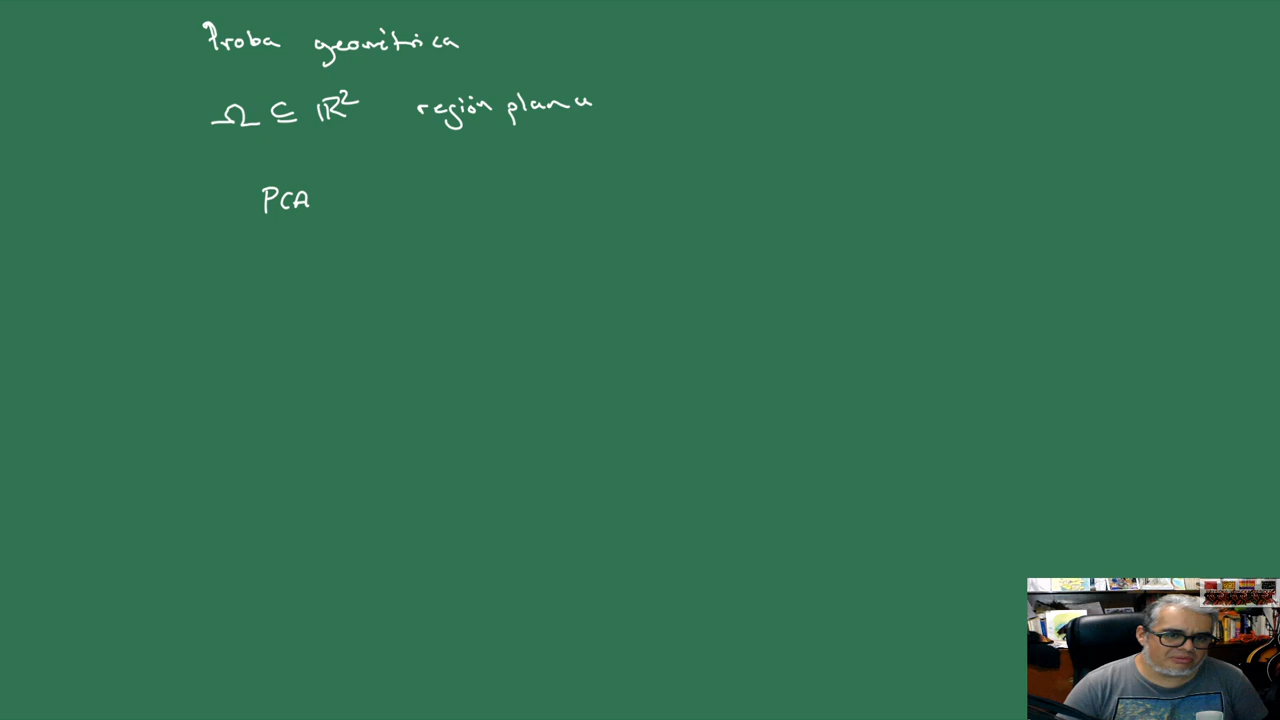 Proba geométrica
Ω ⊆ ℝ² región plana
P(A